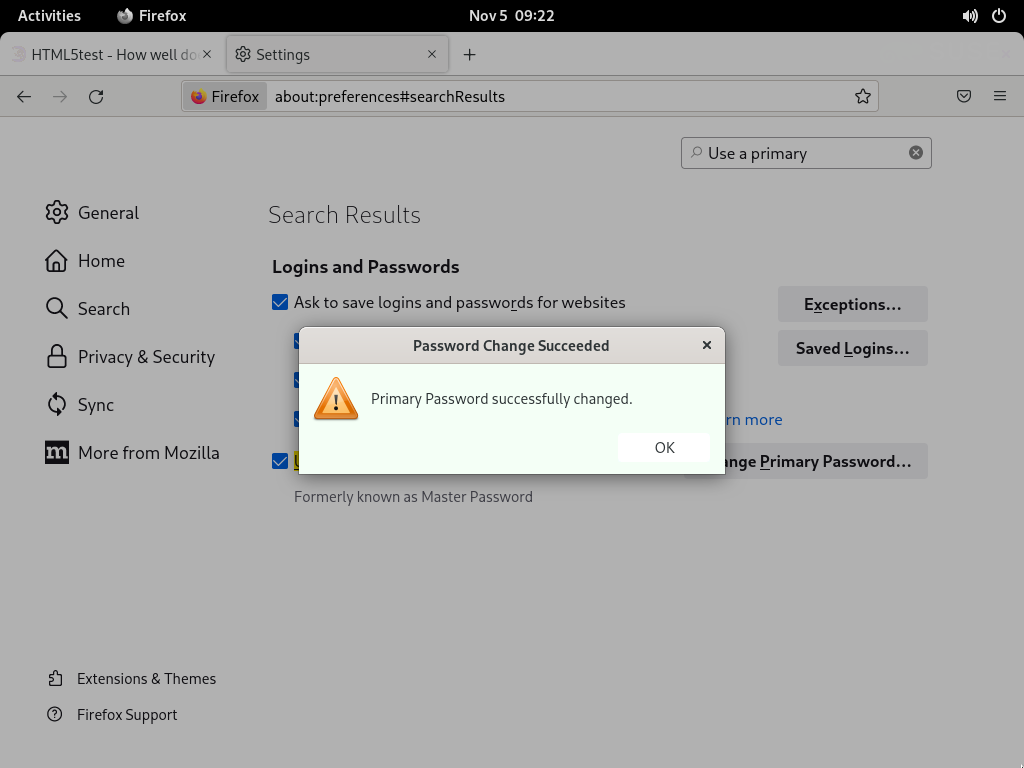 Activities
Firefox
Nov 5 09:22
HTML5test - How well do
Settings
Firefox
about:preferences#searchResults
Use a primary
General
Home
Search
Privacy & Security
Sync
More from Mozilla
Search Results
Logins and Passwords
Ask to save logins and passwords for websites
Exceptions…
Saved Logins…
more
Primary Password…
Formerly known as Master Password
Password Change Succeeded
Primary Password successfully changed.
OK
Extensions & Themes
Firefox Support